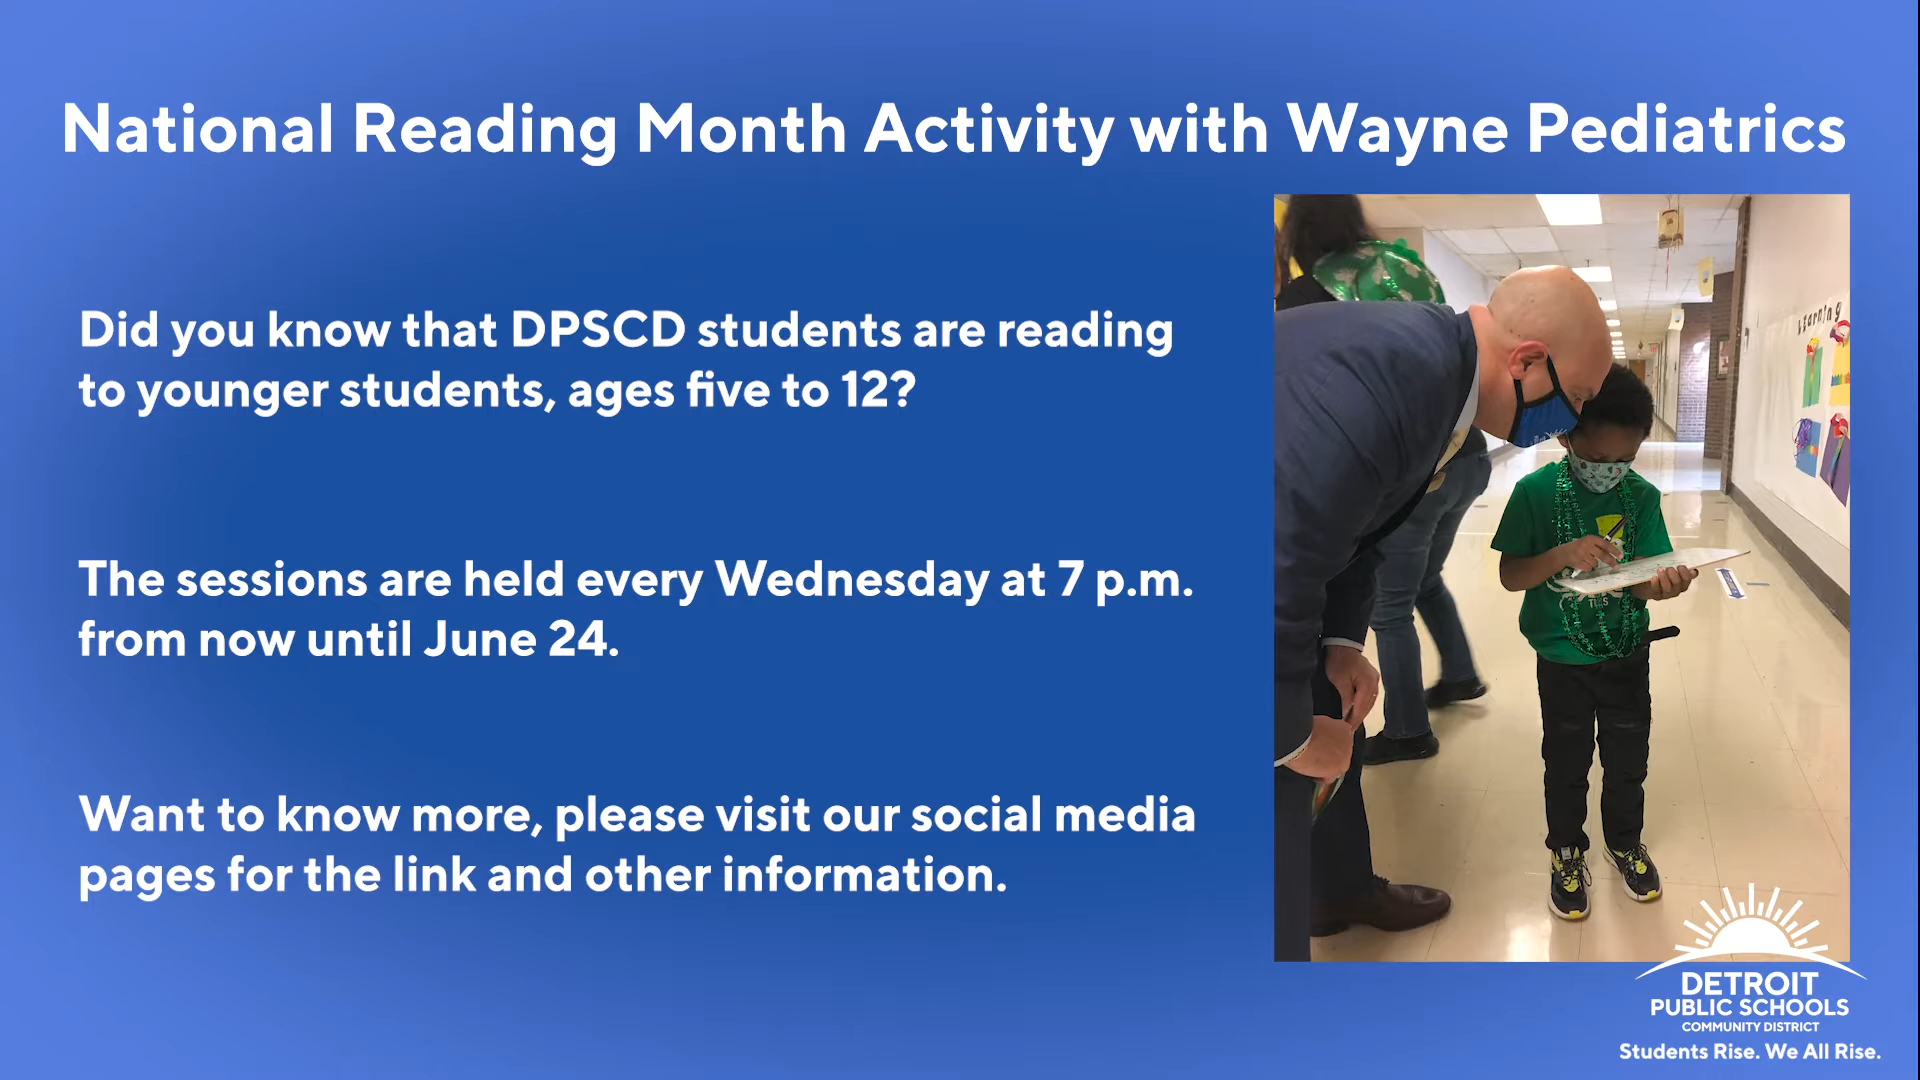 National Reading Month Activity with Wayne Pediatrics
Did you know that DPSCD students are reading
to younger students, ages five to 12?
The sessions are held every Wednesday at 7 p.m.
from now until June 24.
Want to know more, please visit our social media
pages for the link and other information.
Learning
DETROIT
PUBLIC SCHOOLS
COMMUNITY DISTRICT
Students Rise. We All Rise.